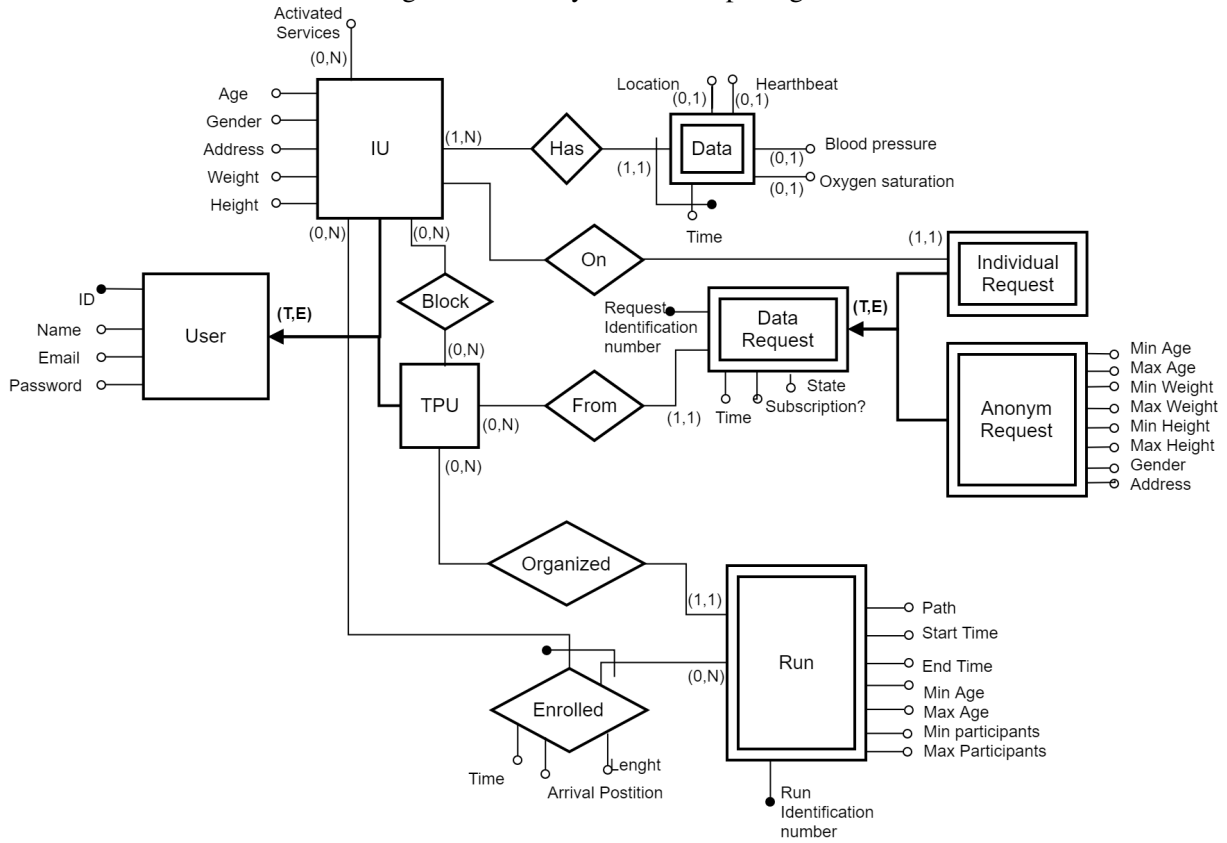 Activated
Services
(0,N)
Age
Gender
Address
Weight
Height
IU
(1,N)
Has
(1,1)
Location
(0,1)
Hearthbeat
(0,1)
Data
Blood pressure
(0,1)
Oxygen saturation
(0,1)
Time
(0,N)
(0,N)
On
(1,1)
Individual
Request
Block
ID
Name
Email
Password
User
(T,E)
(0,N)
TPU
(0,N)
From
(1,1)
Request
Identification
number
Data
Request
(T,E)
Time
Subscription?
State
Anonym
Request
Min Age
Max Age
Min Weight
Max Weight
Min Height
Max Height
Gender
Address
(0,N)
Organized
(1,1)
(0,N)
Run
Path
Start Time
End Time
Min Age
Max Age
Min participants
Max Participants
Enrolled
Time
Arrival Postition
Lenght
Run
Identification
number